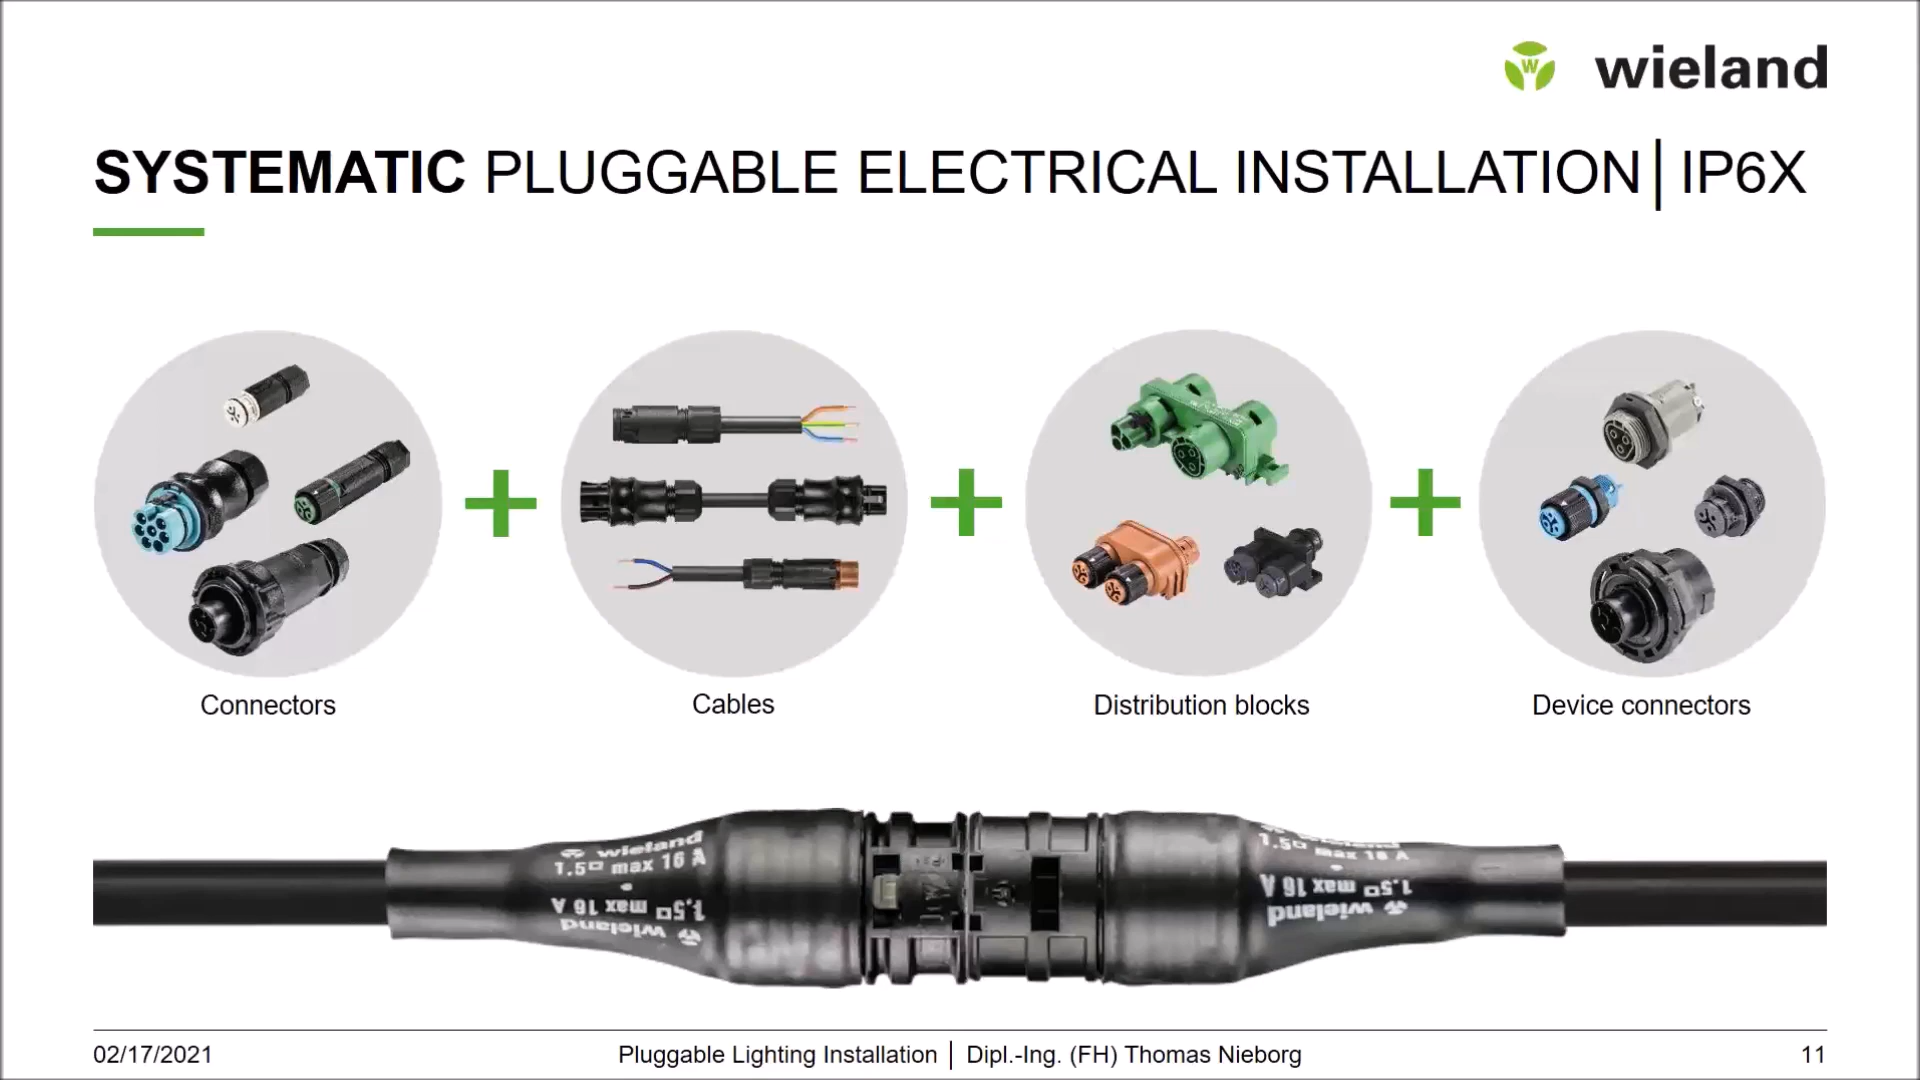 wieland
SYSTEMATIC PLUGGABLE ELECTRICAL INSTALLATION | IP6X
Connectors
Cables
Distribution blocks
Device connectors
wieland
1.5□ max 16 A
1.5□ max 16 A
wieland
wieland
1.5□ max 16 A
1.5□ max 16 A
wieland
02/17/2021
Pluggable Lighting Installation | Dipl.-Ing. (FH) Thomas Nieborg
11